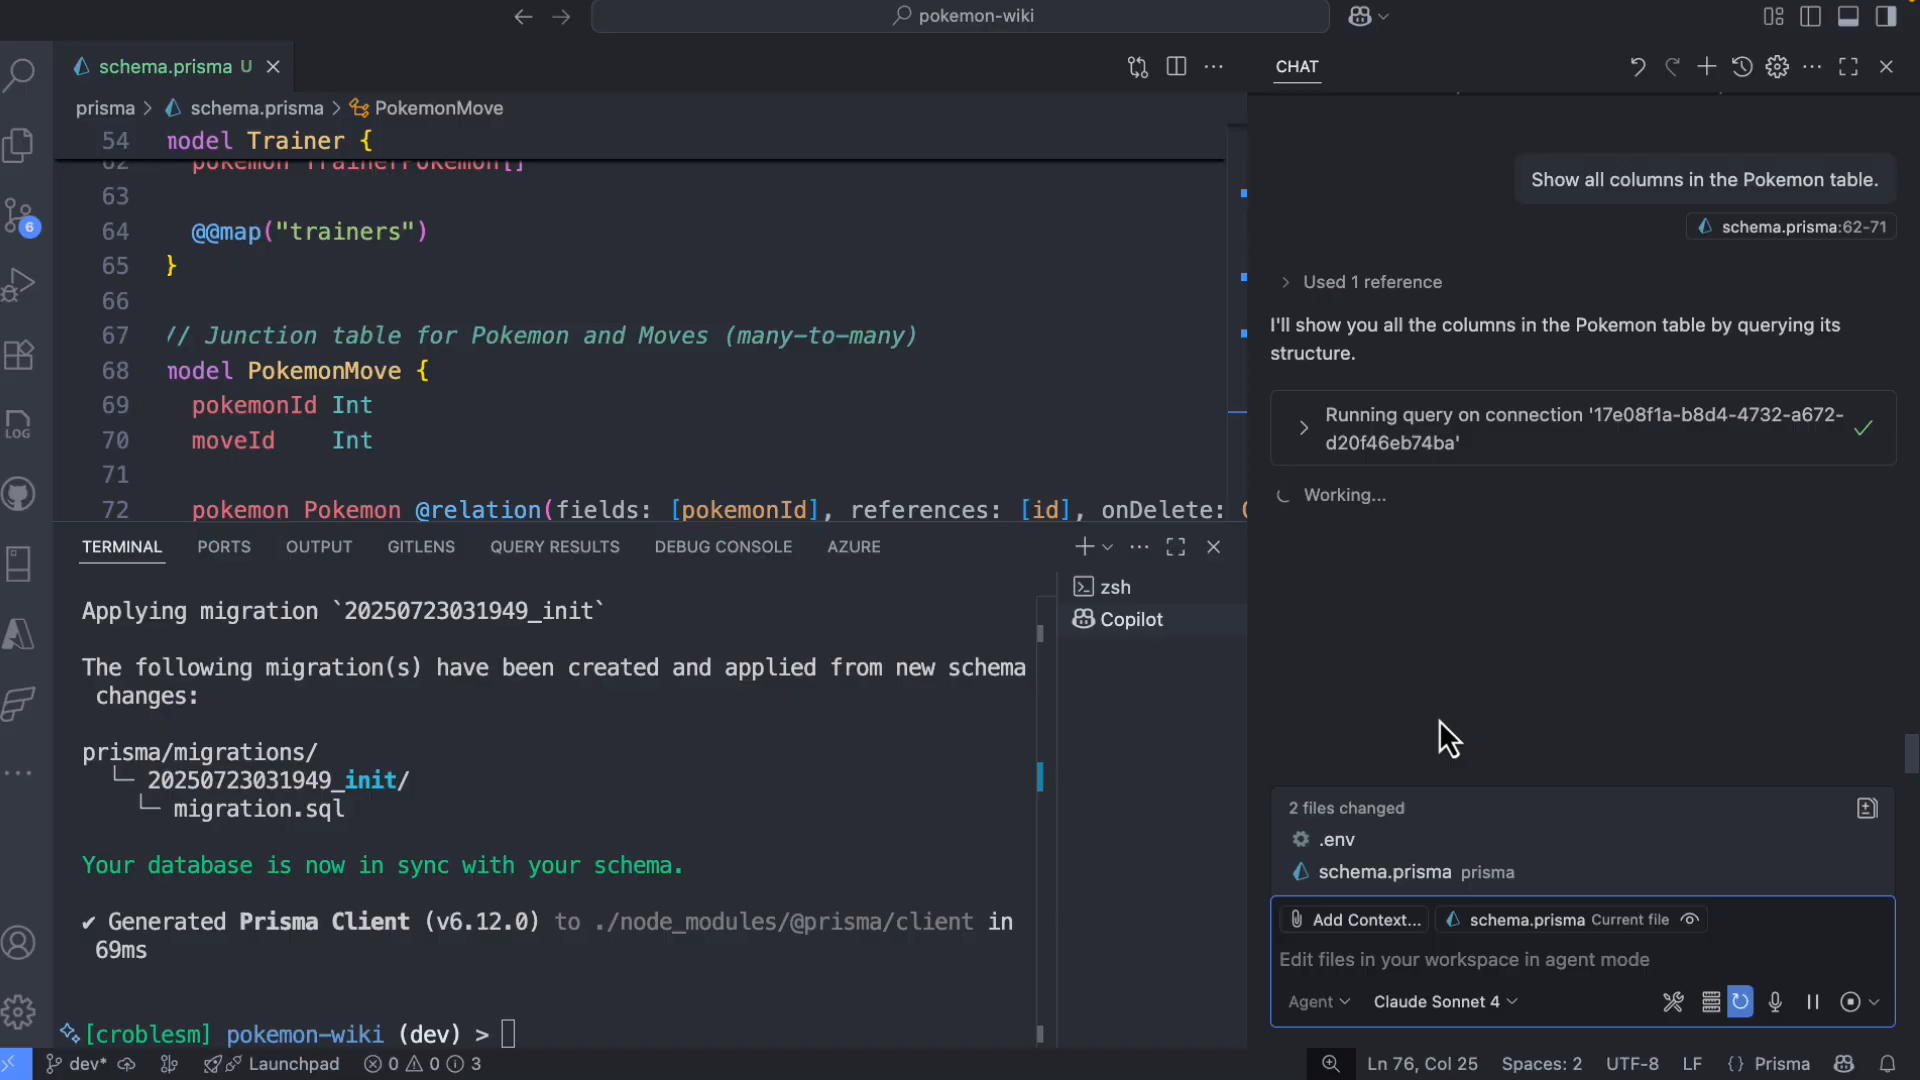 pokemon-wiki
schema.prisma U
CHAT
prisma > schema.prisma > PokemonMove
54 model Trainer {
62 pokemon TrainerPokemon[]
63
64 @@map("trainers")
65 }
66
67 // Junction table for Pokemon and Moves (many-to-many)
68 model PokemonMove {
69 pokemonId Int
70 moveId Int
71
72 pokemon Pokemon @relation(fields: [pokemonId], references: [id], onDelete:
6
LOG
TERMINAL PORTS OUTPUT GITLENS QUERY RESULTS DEBUG CONSOLE AZURE
Applying migration `20250723031949_init`
The following migration(s) have been created and applied from new schema
changes:
prisma/migrations/
└─ 20250723031949_init/
└─ migration.sql
Your database is now in sync with your schema.
✔ Generated Prisma Client (v6.12.0) to ./node_modules/@prisma/client in
69ms
[croblesm] pokemon-wiki (dev) >
zsh
Copilot
Show all columns in the Pokemon table.
schema.prisma:62-71
Used 1 reference
I'll show you all the columns in the Pokemon table by querying its
structure.
Running query on connection '17e08f1a-b8d4-4732-a672-
d20f46eb74ba'
Working...
2 files changed
.env
schema.prisma prisma
Add Context... schema.prisma Current file
Edit files in your workspace in agent mode
Agent Claude Sonnet 4
dev* Launchpad 0 0 3
Ln 76, Col 25 Spaces: 2 UTF-8 LF {} Prisma